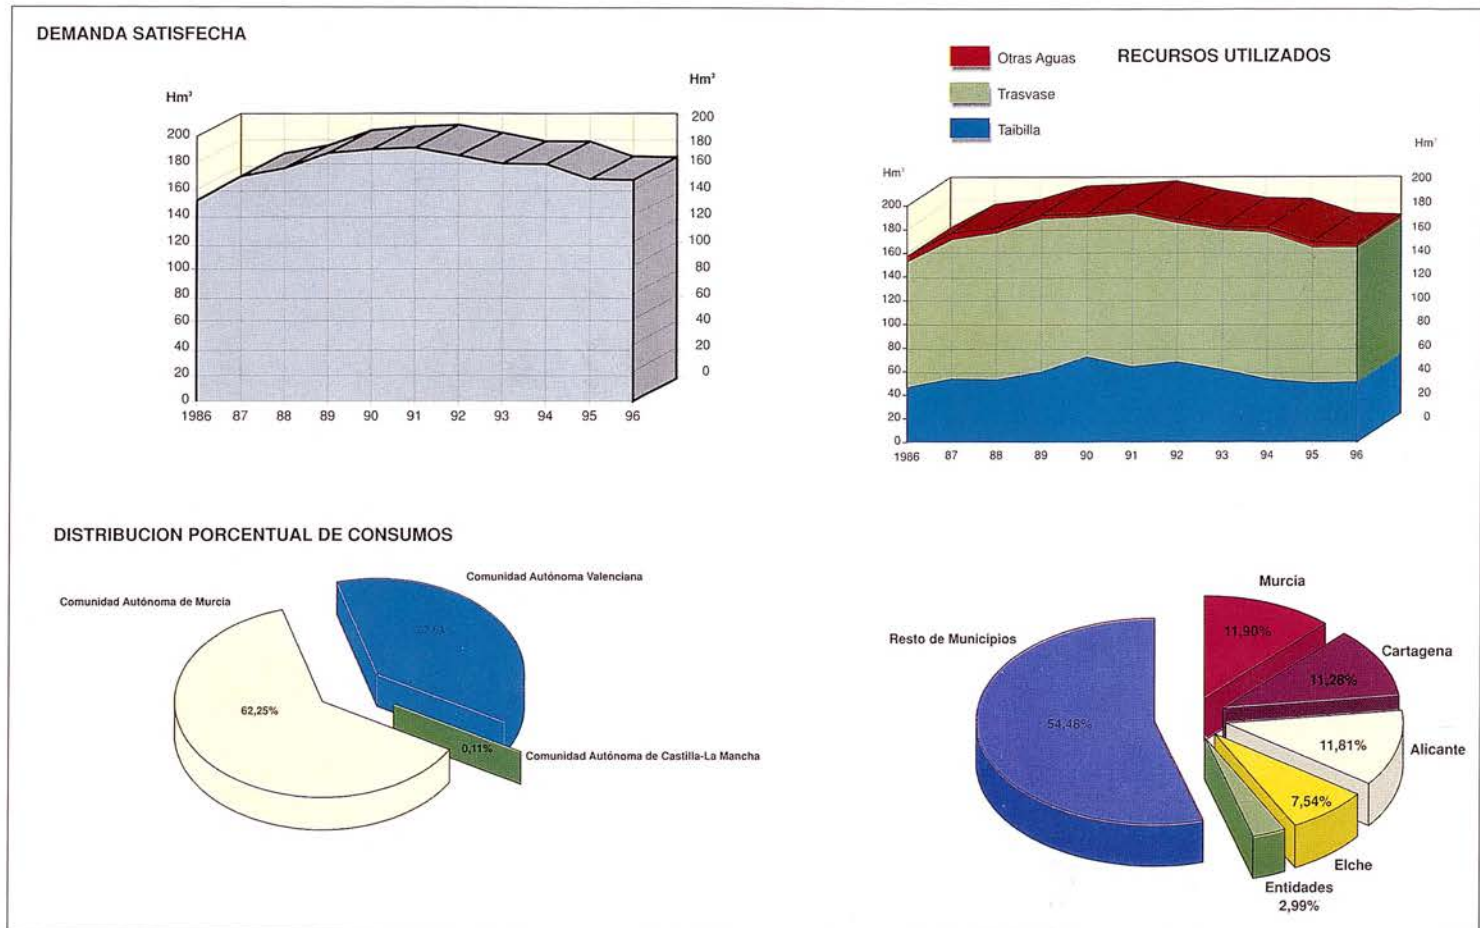 DEMANDA SATISFECHA
Hm³
200
180
160
140
120
100
80
60
40
20
0
Hm³
200
180
160
140
120
100
80
60
40
20
0
1986 87 88 89 90 91 92 93 94 95 96
Otras Aguas
Trasvase
Taibilla
RECURSOS UTILIZADOS
Hm³
200
180
160
140
120
100
80
60
40
20
0
Hm³
200
180
160
140
120
100
80
60
40
20
0
1986 87 88 89 90 91 92 93 94 95 96
DISTRIBUCION PORCENTUAL DE CONSUMOS
Comunidad Autónoma Valenciana
Comunidad Autónoma de Murcia
62,25%
0,11%
Comunidad Autónoma de Castilla-La Mancha
Murcia
11,90%
Resto de Municipios
54,48%
Cartagena
11,28%
Alicante
11,81%
7,54%
Elche
Entidades
2,99%